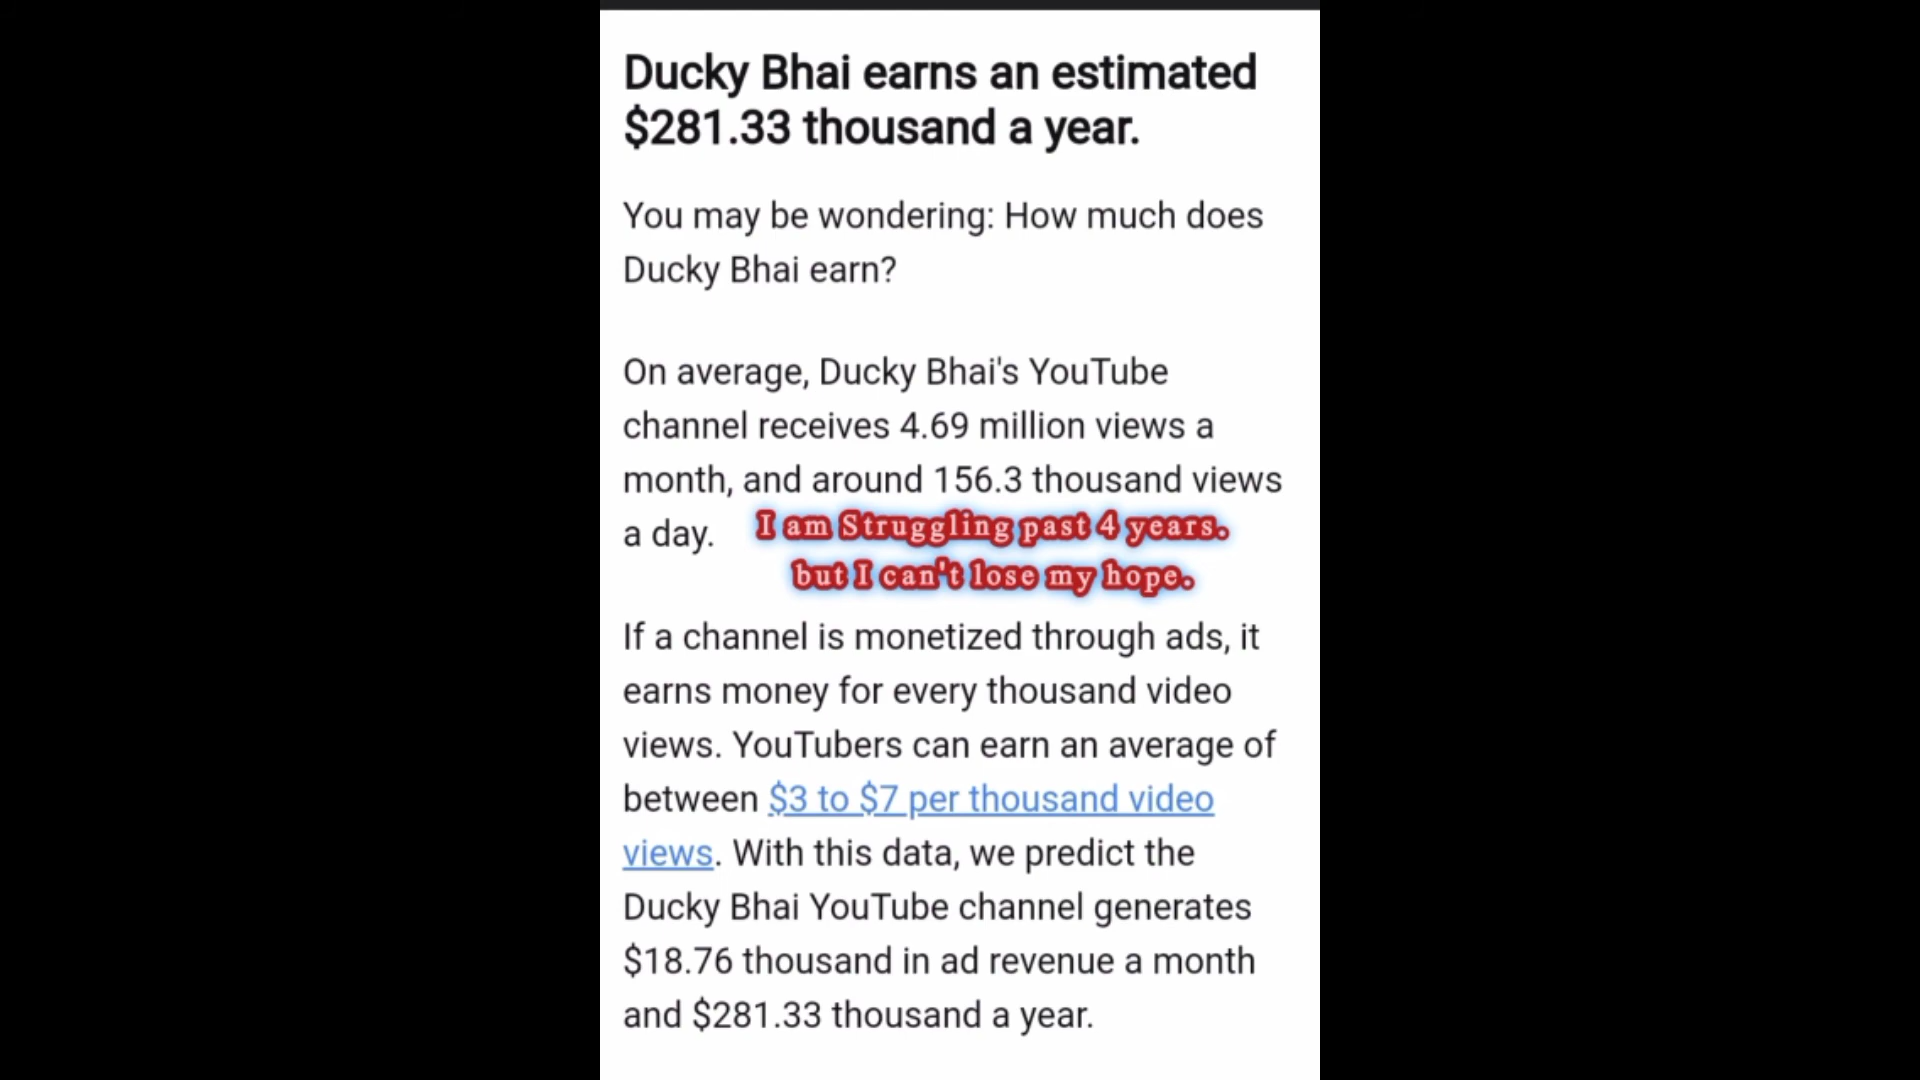 Ducky Bhai earns an estimated
$281.33 thousand a year.
You may be wondering: How much does
Ducky Bhai earn?
On average, Ducky Bhai's YouTube
channel receives 4.69 million views a
month, and around 156.3 thousand views
a day.
I am Struggling past 4 years.
but I can't lose my hope.
If a channel is monetized through ads, it
earns money for every thousand video
views. YouTubers can earn an average of
between $3 to $7 per thousand video
views. With this data, we predict the
Ducky Bhai YouTube channel generates
$18.76 thousand in ad revenue a month
and $281.33 thousand a year.